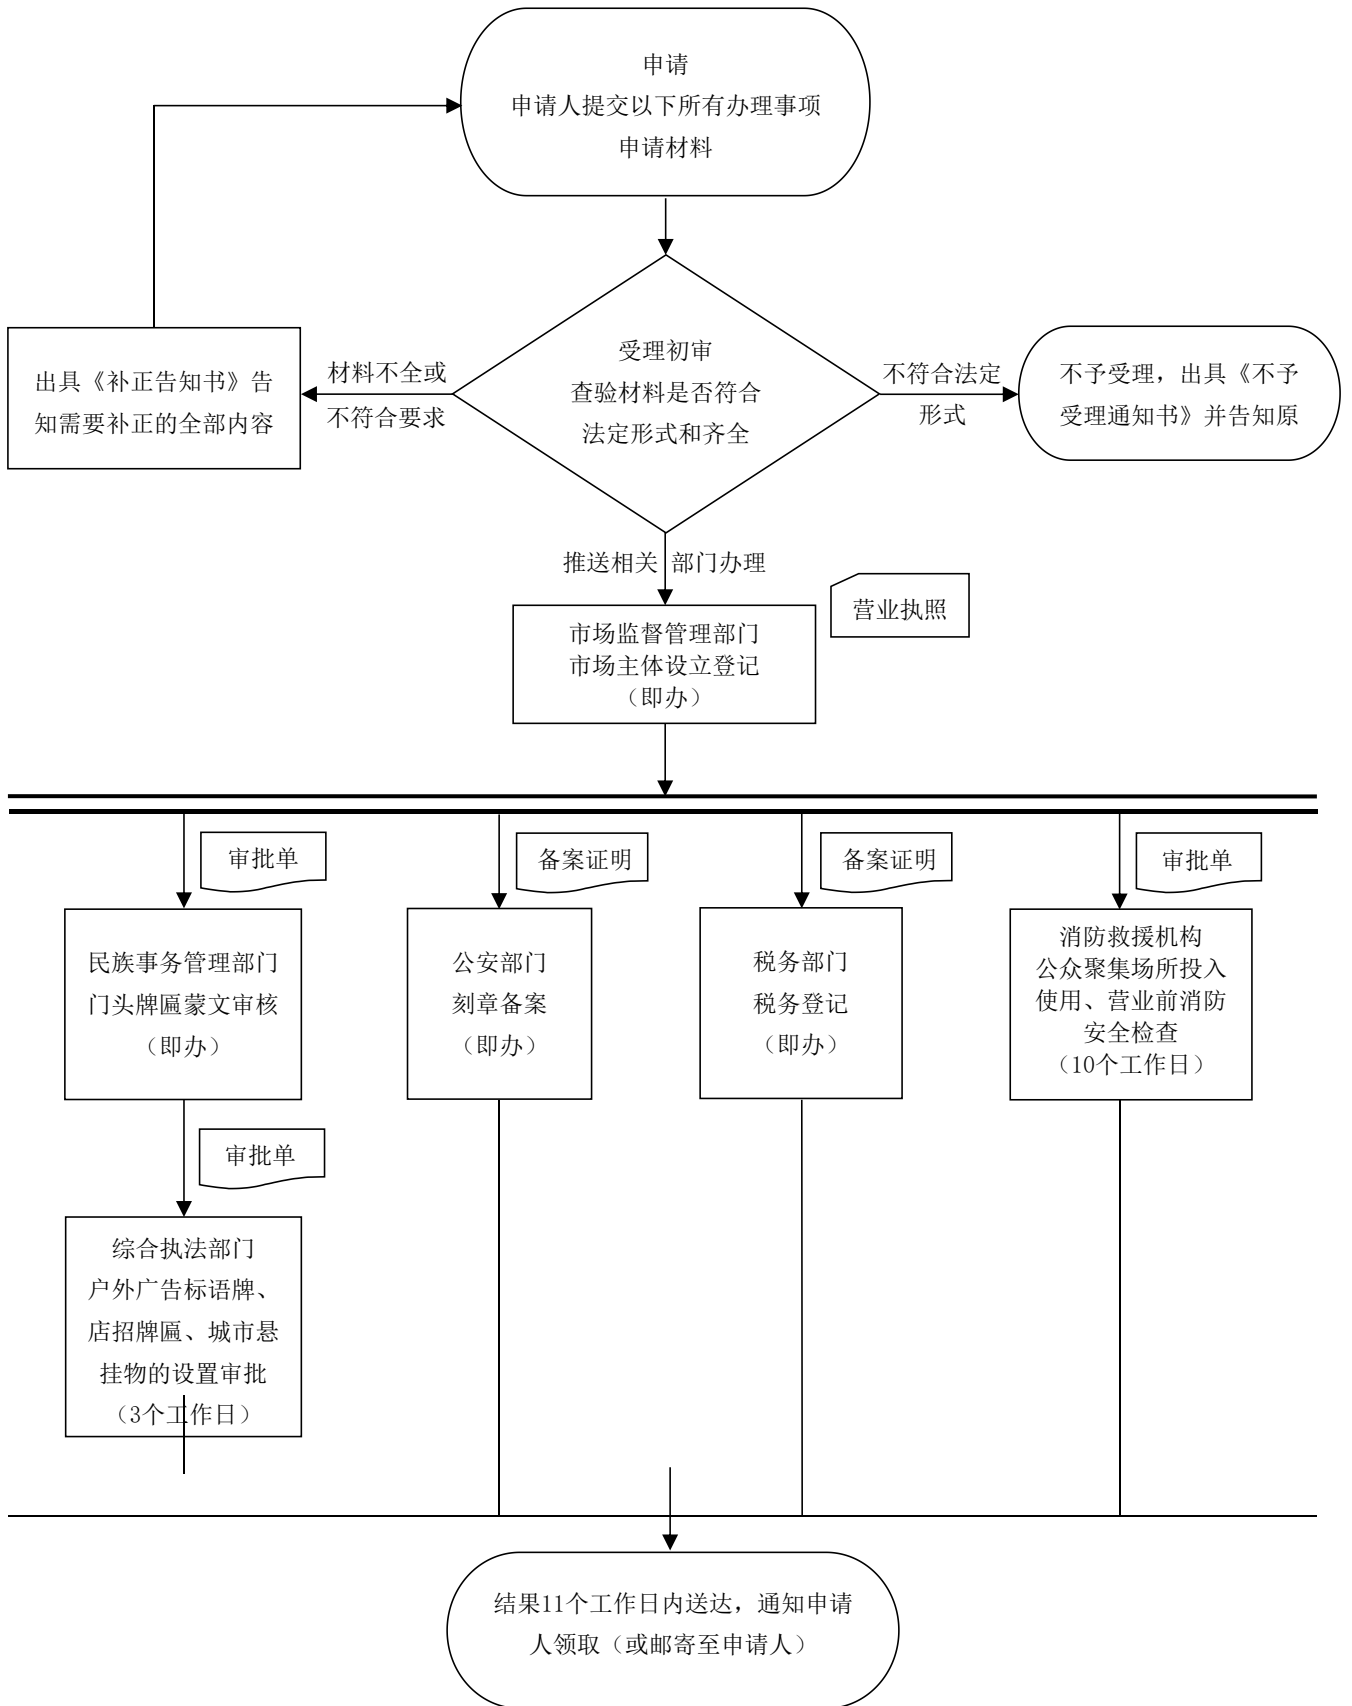 申请
申请人提交以下所有办理事项
申请材料
受理初审
查验材料是否符合
法定形式和齐全
材料不全或
不符合要求
出具《补正告知书》告
知需要补正的全部内容
不符合法定
形式
不予受理，出具《不予
受理通知书》并告知原
推送相关 部门办理
营业执照
市场监督管理部门
市场主体设立登记
（即办）
审批单
备案证明
备案证明
审批单
民族事务管理部门
门头牌匾蒙文审核
（即办）
公安部门
刻章备案
（即办）
税务部门
税务登记
（即办）
消防救援机构
公众聚集场所投入
使用、营业前消防
安全检查
（10个工作日）
审批单
综合执法部门
户外广告标语牌、
店招牌匾、城市悬
挂物的设置审批
（3个工作日）
结果11个工作日内送达，通知申请
人领取（或邮寄至申请人）